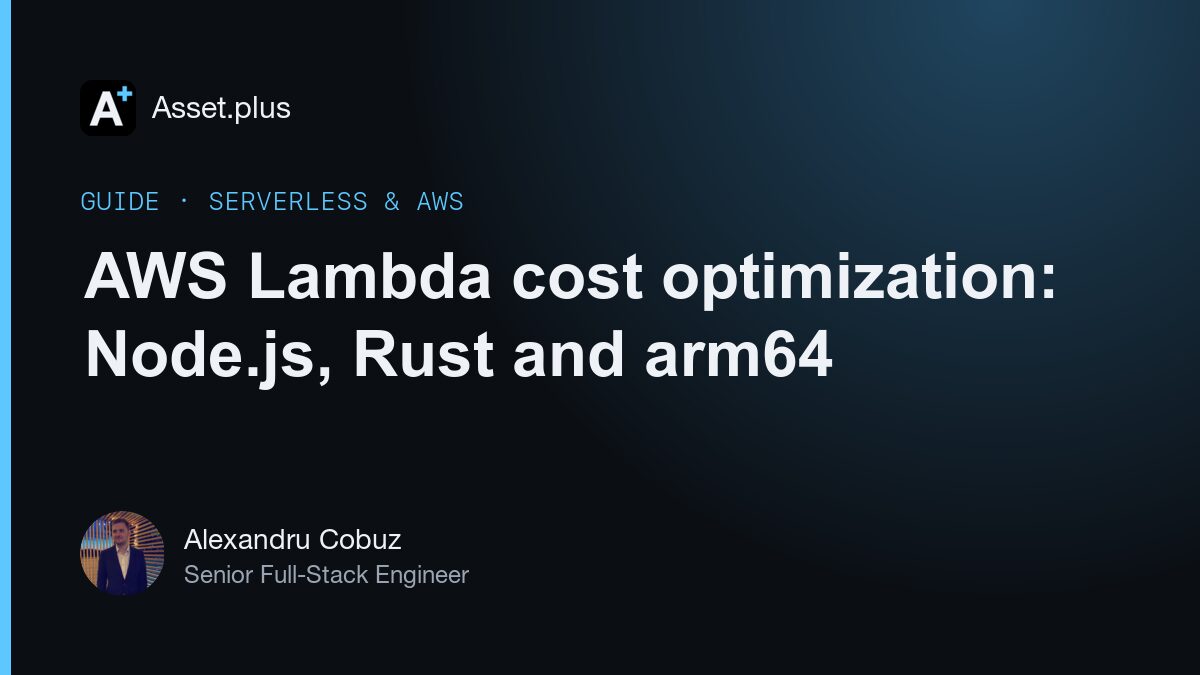 A+
Asset.plus
GUIDE · SERVERLESS & AWS
AWS Lambda cost optimization:
Node.js, Rust and arm64
Alexandru Cobuz
Senior Full-Stack Engineer